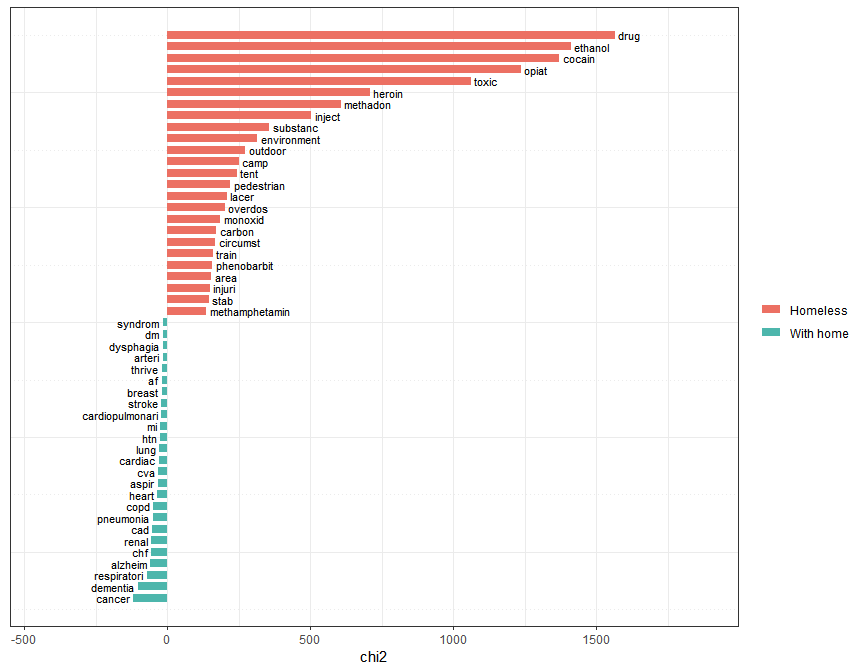 drug
ethanol
cocain
opiat
toxic
heroin
methadon
inject
substanc
environment
outdoor
camp
tent
pedestrian
lacer
overdos
monoxid
carbon
circumst
train
phenobarbit
area
injuri
stab
methamphetamin
syndrom
dm
dysphagia
arteri
thrive
af
breast
stroke
cardiopulmonari
mi
htn
lung
cardiac
cva
aspir
heart
copd
pneumonia
cad
renal
chf
alzheim
respiratori
dementia
cancer
-500 0 500 1000 1500
chi2
Homeless
With home